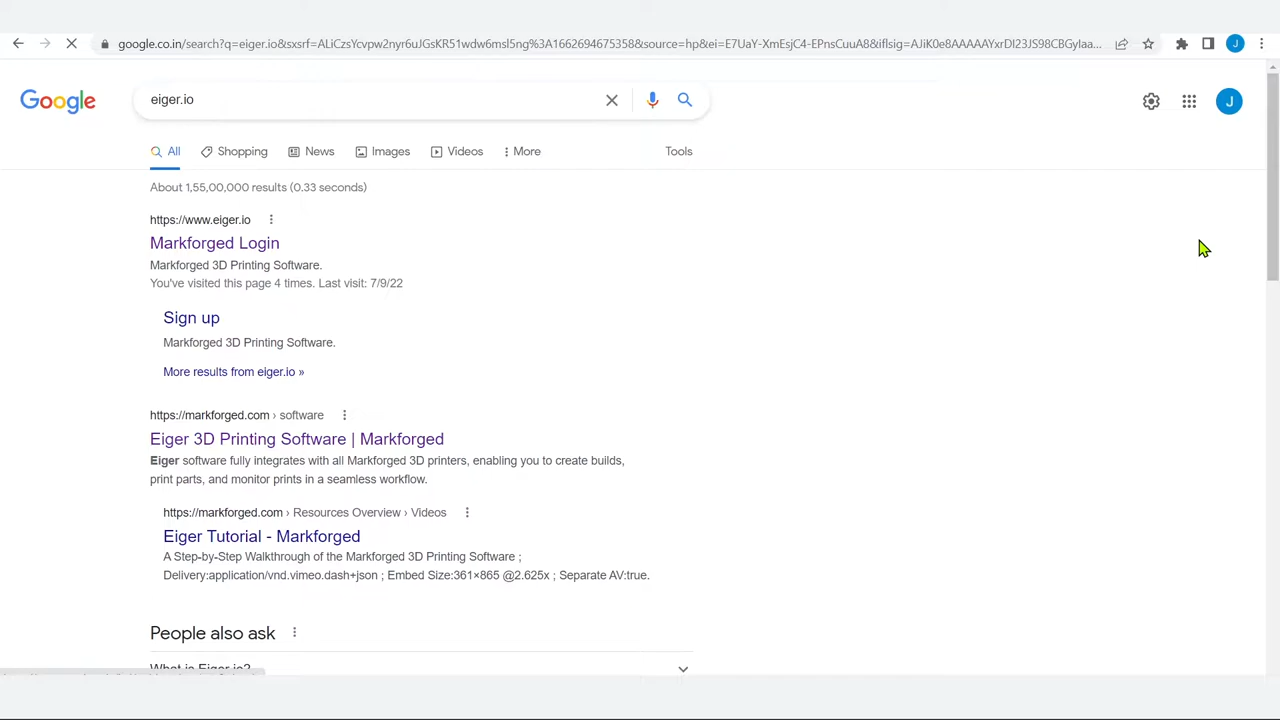 google.co.in/search?q=eiger.io&sxsrf=ALiCzsYcvpw2nyr6uJGsKR51wdw6msl5ng%3A1662694675358&source=hp&ei=E7UaY-XmEsjC4-EPnsCuuA8&iflsig=AJiK0e8AAAAAYxrDI23JS98CBGylaa...
J
Google
eiger.io
J
All
Shopping
News
Images
Videos
More
Tools
About 1,55,00,000 results (0.33 seconds)
https://www.eiger.io
Markforged Login
Markforged 3D Printing Software.
You've visited this page 4 times. Last visit: 7/9/22
Sign up
Markforged 3D Printing Software.
More results from eiger.io »
https://markforged.com › software
Eiger 3D Printing Software | Markforged
Eiger software fully integrates with all Markforged 3D printers, enabling you to create builds,
print parts, and monitor prints in a seamless workflow.
https://markforged.com › Resources Overview › Videos
Eiger Tutorial - Markforged
A Step-by-Step Walkthrough of the Markforged 3D Printing Software ;
Delivery:application/vnd.vimeo.dash+json ; Embed Size:361×865 @2.625x ; Separate AV:true.
People also ask
What is Eiger.io?